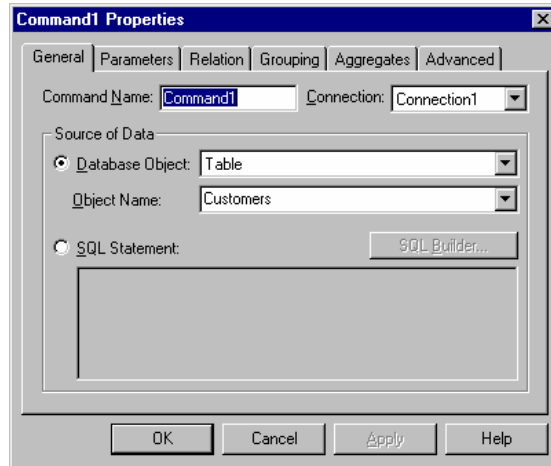 Command1 Properties
General Parameters Relation Grouping Aggregates Advanced
Command Name: Command1 Connection: Connection1
Source of Data
Database Object: Table
Object Name: Customers
SQL Statement: SQL Builder...
OK Cancel Apply Help